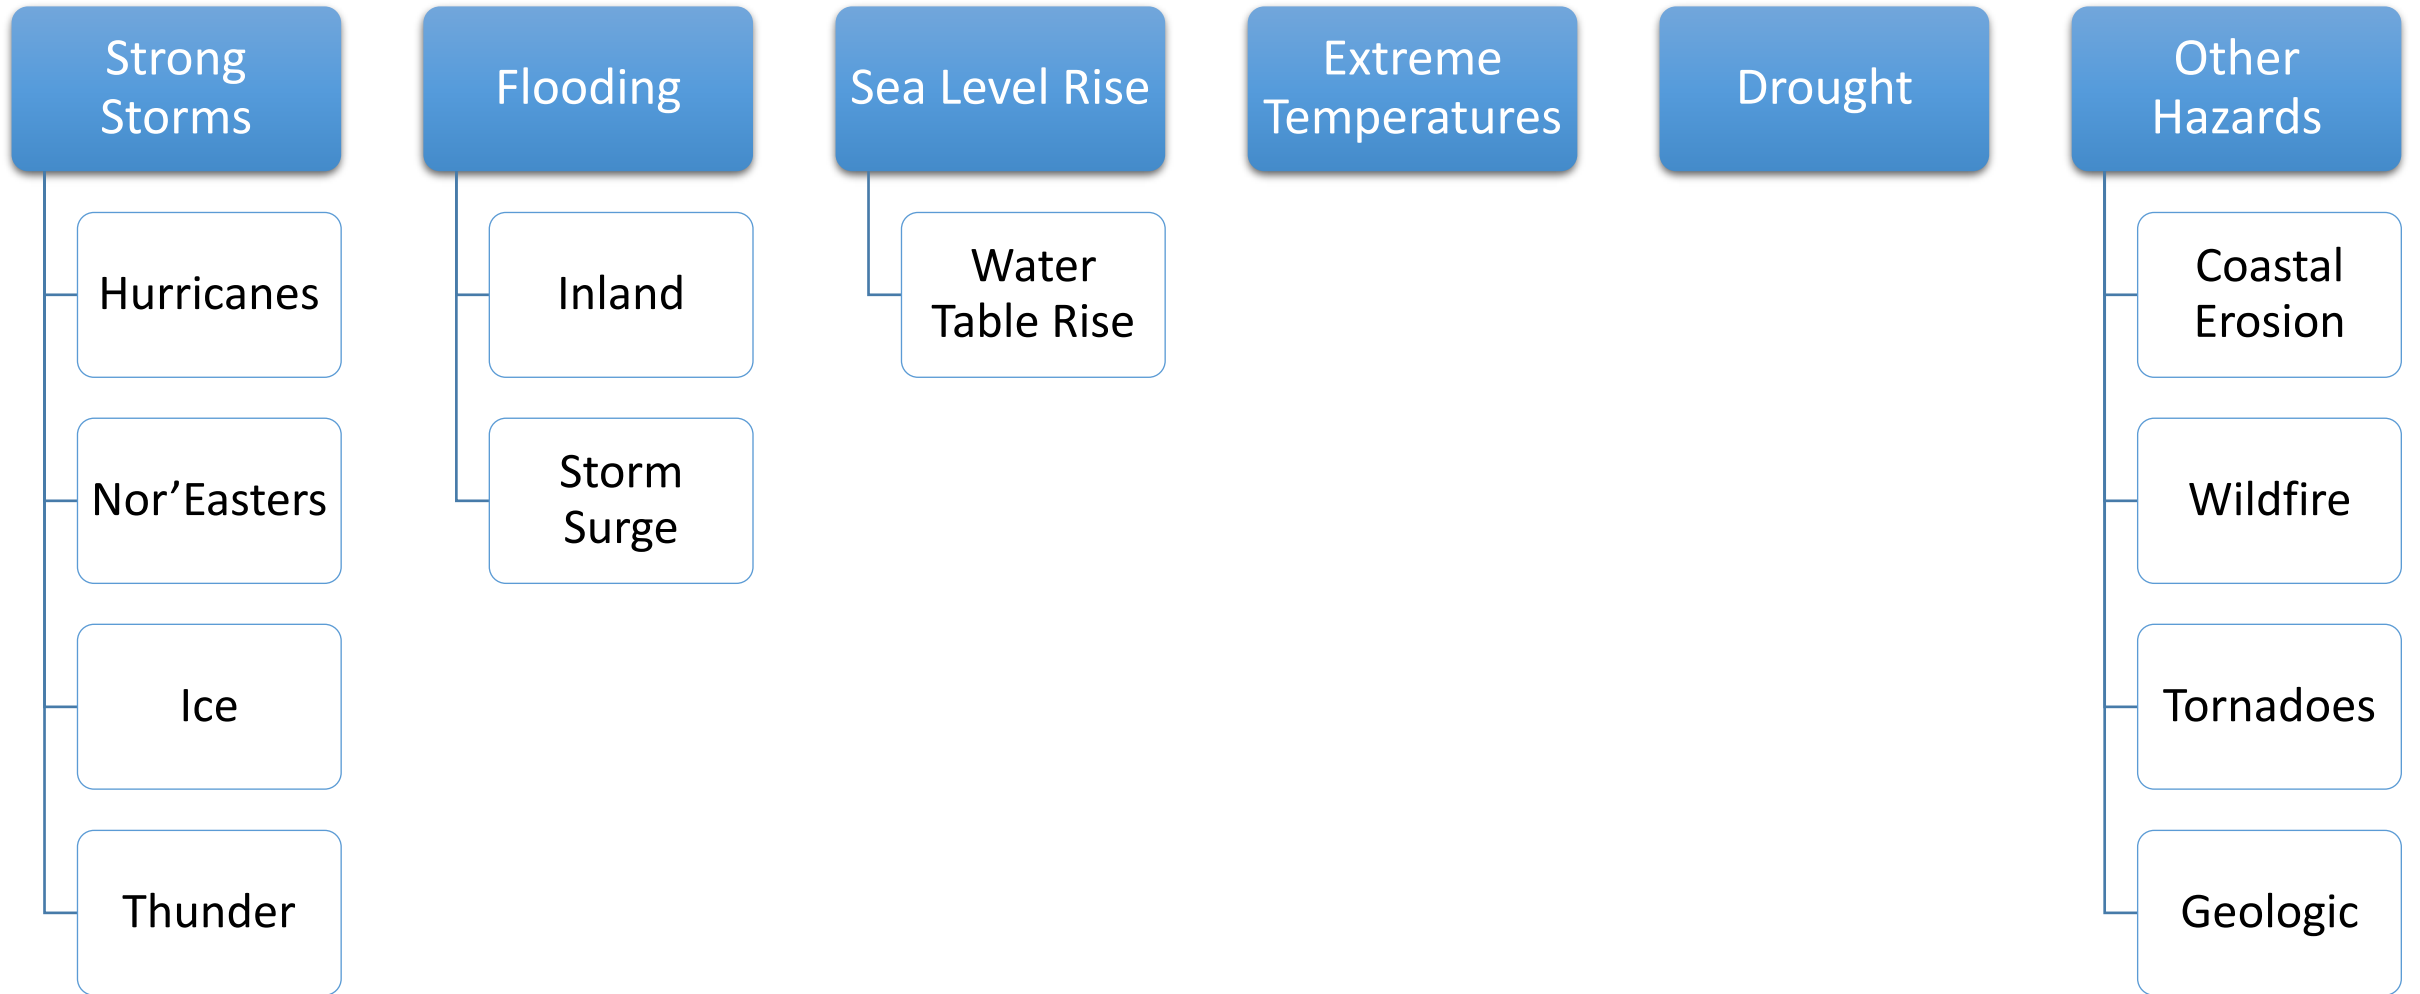 Strong
Storms
Hurricanes
Nor’Easters
Ice
Thunder
Flooding
Inland
Storm
Surge
Sea Level Rise
Water
Table Rise
Extreme
Temperatures
Drought
Other
Hazards
Coastal
Erosion
Wildfire
Tornadoes
Geologic